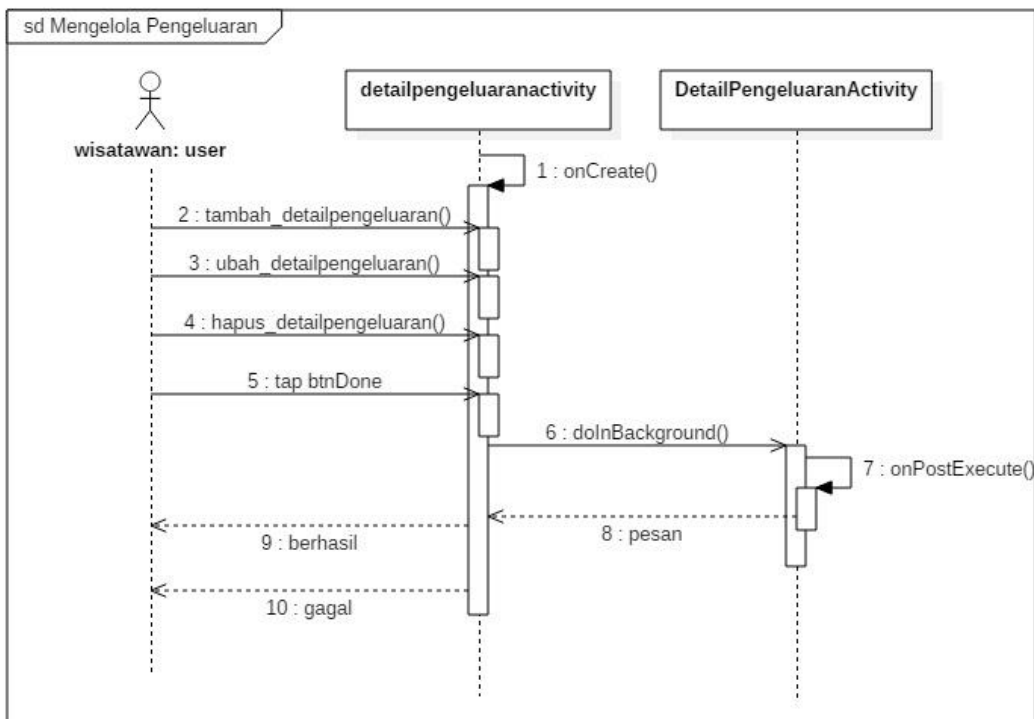 sd Mengelola Pengeluaran
detailpengeluaranactivity
DetailPengeluaranActivity
wisatawan: user
1 : onCreate()
2 : tambah_detailpengeluaran()
3 : ubah_detailpengeluaran()
4 : hapus_detailpengeluaran()
5 : tap btnDone
6 : doInBackground()
7 : onPostExecute()
8 : pesan
9 : berhasil
10 : gagal